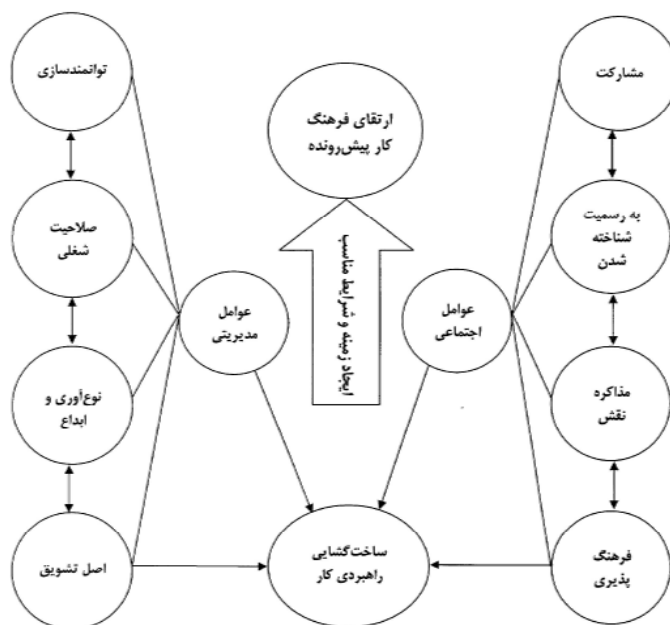 مشارکت
به رسمیت
شناخته
شدن
مذاکره
نقش
فرهنگ
پذیری
عوامل
اجتماعی
ارتقای فرهنگ
کار پیش‌رونده
ایجاد زمینه و شرایط مناسب
ساخت‌گشایی
راهبردی کار
عوامل
مدیریتی
توانمندسازی
صلاحیت
شغلی
نوع‌آوری و
ابداع
اصل تشویق